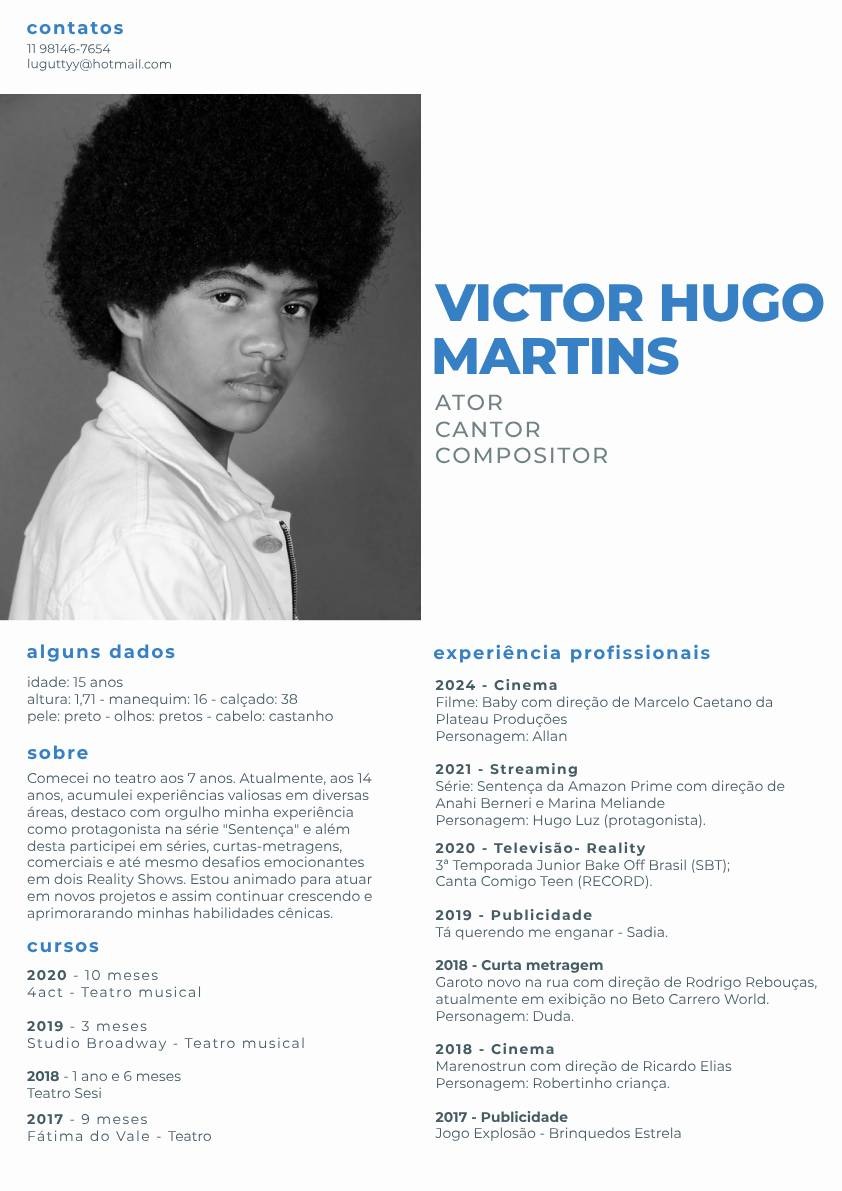 contatos
11 98146-7654
luguttyy@hotmail.com
VICTOR HUGO
MARTINS
ATOR
CANTOR
COMPOSITOR
alguns dados
idade: 15 anos
altura: 1,71 - manequim: 16 - calçado: 38
pele: preto - olhos: pretos - cabelo: castanho
sobre
Comecei no teatro aos 7 anos. Atualmente, aos 14
anos, acumulei experiências valiosas em diversas
áreas, destaco com orgulho minha experiência
como protagonista na série "Sentença" e além
desta participei em séries, curtas-metragens,
comerciais e até mesmo desafios emocionantes
em dois Reality Shows. Estou animado para atuar
em novos projetos e assim continuar crescendo e
aprimorarando minhas habilidades cênicas.
cursos
2020 - 10 meses
4act - Teatro musical
2019 - 3 meses
Studio Broadway - Teatro musical
2018 - 1 ano e 6 meses
Teatro Sesi
2017 - 9 meses
Fátima do Vale - Teatro
experiência profissionais
2024 - Cinema
Filme: Baby com direção de Marcelo Caetano da
Plateau Produções
Personagem: Allan
2021 - Streaming
Série: Sentença da Amazon Prime com direção de
Anahi Berneri e Marina Meliande
Personagem: Hugo Luz (protagonista).
2020 - Televisão- Reality
3ª Temporada Junior Bake Off Brasil (SBT);
Canta Comigo Teen (RECORD).
2019 - Publicidade
Tá querendo me enganar - Sadia.
2018 - Curta metragem
Garoto novo na rua com direção de Rodrigo Rebouças,
atualmente em exibição no Beto Carrero World.
Personagem: Duda.
2018 - Cinema
Marenostrun com direção de Ricardo Elias
Personagem: Robertinho criança.
2017 - Publicidade
Jogo Explosão - Brinquedos Estrela